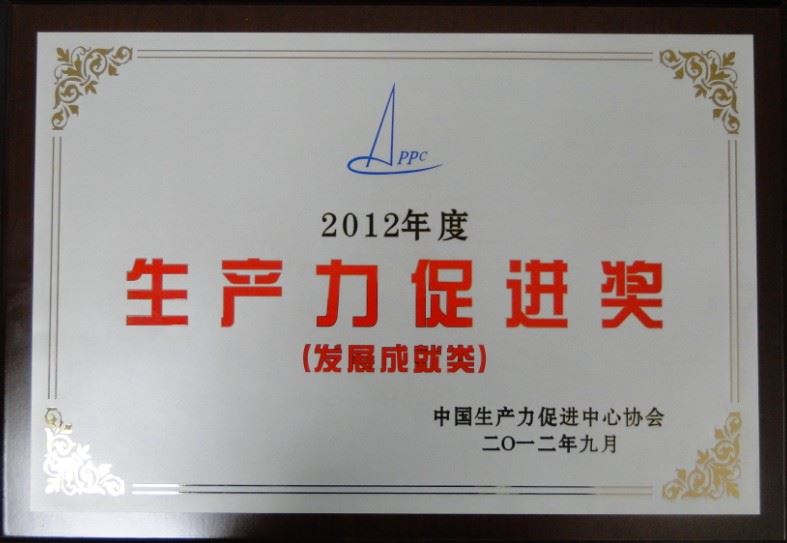 PPC
2012年度
生产力促进奖
(发展成就类)
中国生产力促进中心协会
二〇一二年九月